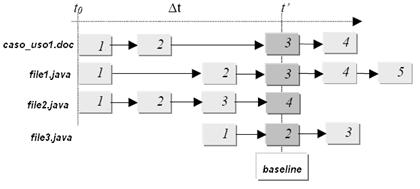 t0 Δt t'
caso_uso1.doc 1 2 3 4
file1.java 1 2 3 4 5
file2.java 1 2 3 4
file3.java 1 2 3
baseline